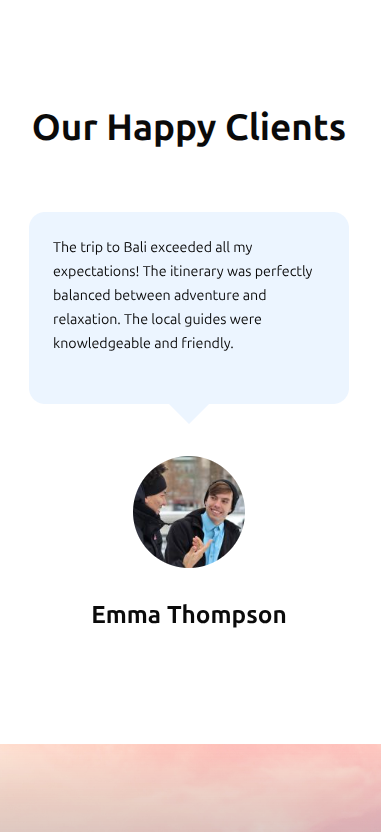 Our Happy Clients
The trip to Bali exceeded all my
expectations! The itinerary was perfectly
balanced between adventure and
relaxation. The local guides were
knowledgeable and friendly.
Emma Thompson